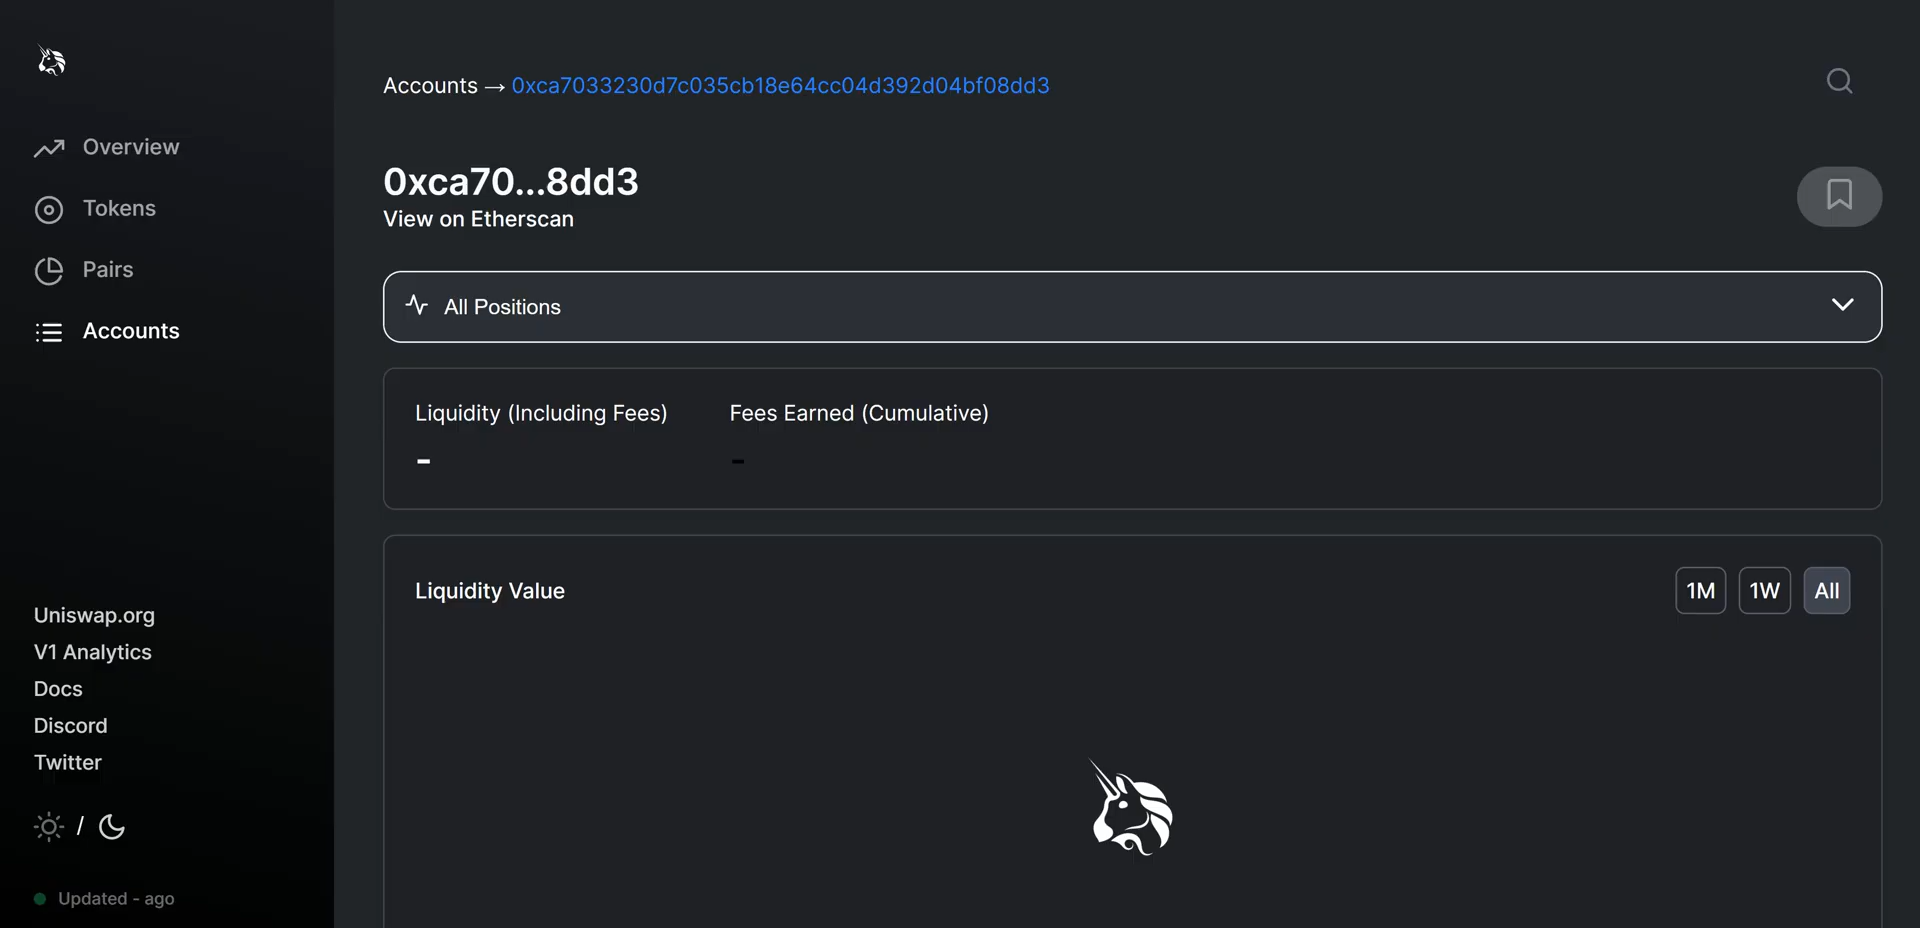 Overview
Tokens
Pairs
Accounts
Uniswap.org
V1 Analytics
Docs
Discord
Twitter
/
Updated - ago
Accounts → 0xca7033230d7c035cb18e64cc04d392d04bf08dd3
0xca70...8dd3
View on Etherscan
All Positions
Liquidity (Including Fees) Fees Earned (Cumulative)
- -
Liquidity Value 1M 1W All